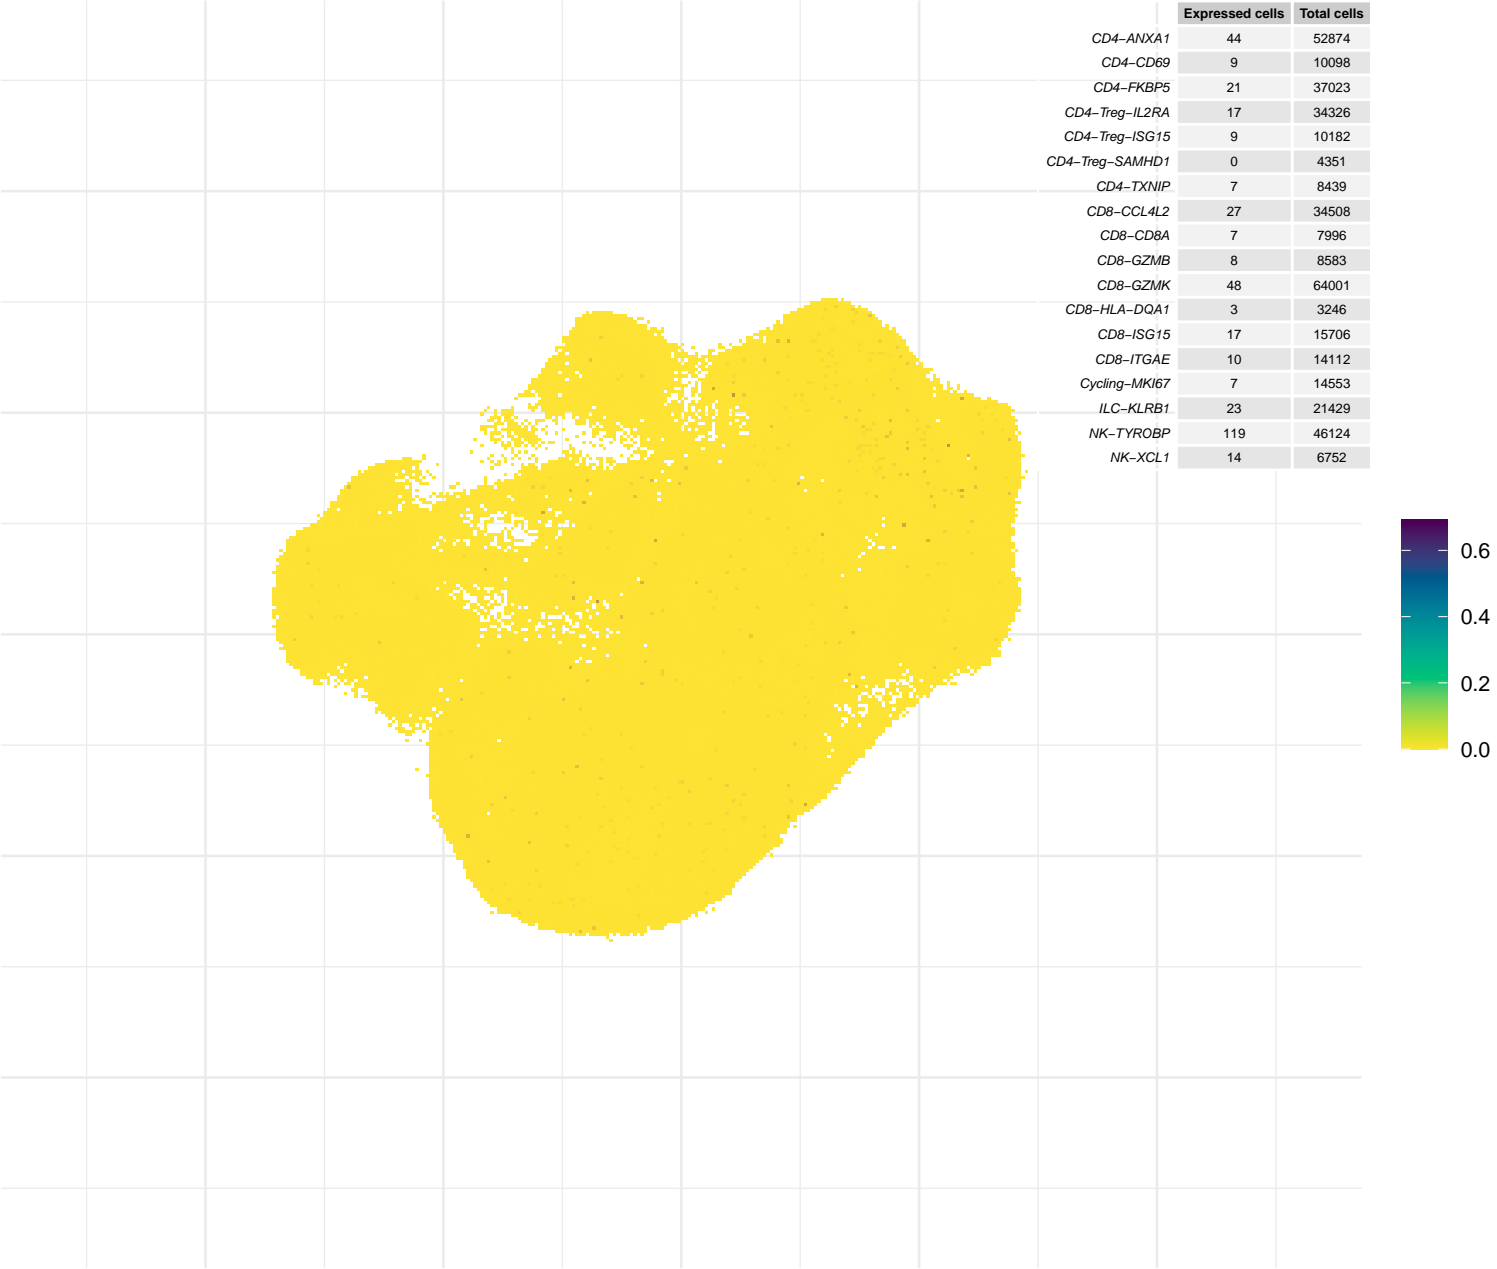 Expressed cells Total cells
CD4−ANXA1 44 52874
CD4−CD69 9 10098
CD4−FKBP5 21 37023
CD4−Treg−IL2RA 17 34326
CD4−Treg−ISG15 9 10182
CD4−Treg−SAMHD1 0 4351
CD4−TXNIP 7 8439
CD8−CCL4L2 27 34508
CD8−CD8A 7 7996
CD8−GZMB 8 8583
CD8−GZMK 48 64001
CD8−HLA−DQA1 3 3246
CD8−ISG15 17 15706
CD8−ITGAE 10 14112
Cycling−MKI67 7 14553
ILC−KLRB1 23 21429
NK−TYROBP 119 46124
NK−XCL1 14 6752
0.6
0.4
0.2
0.0